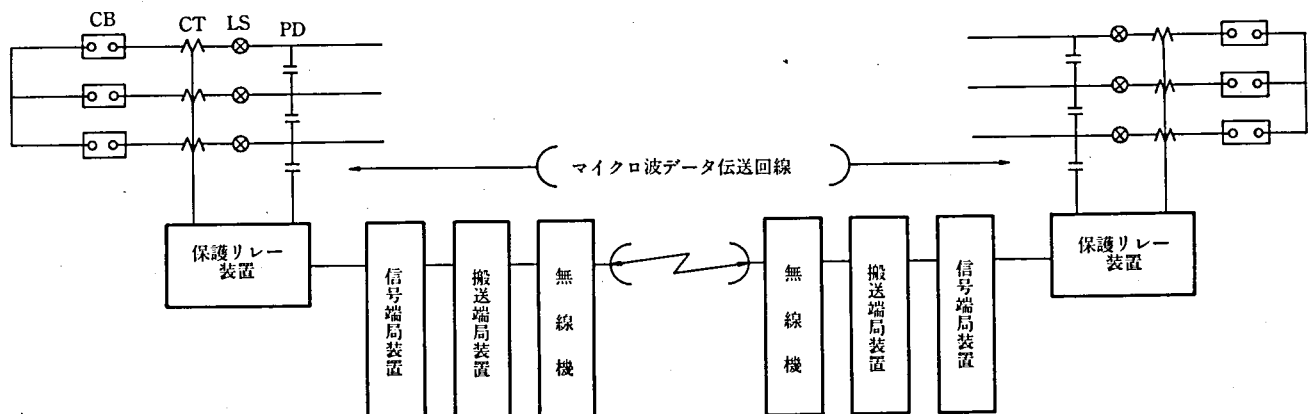 CB CT LS PD
マイクロ波データ伝送回線
保護リレー
装置
信号端局装置
搬送端局装置
無線機
無線機
搬送端局装置
信号端局装置
保護リレー
装置